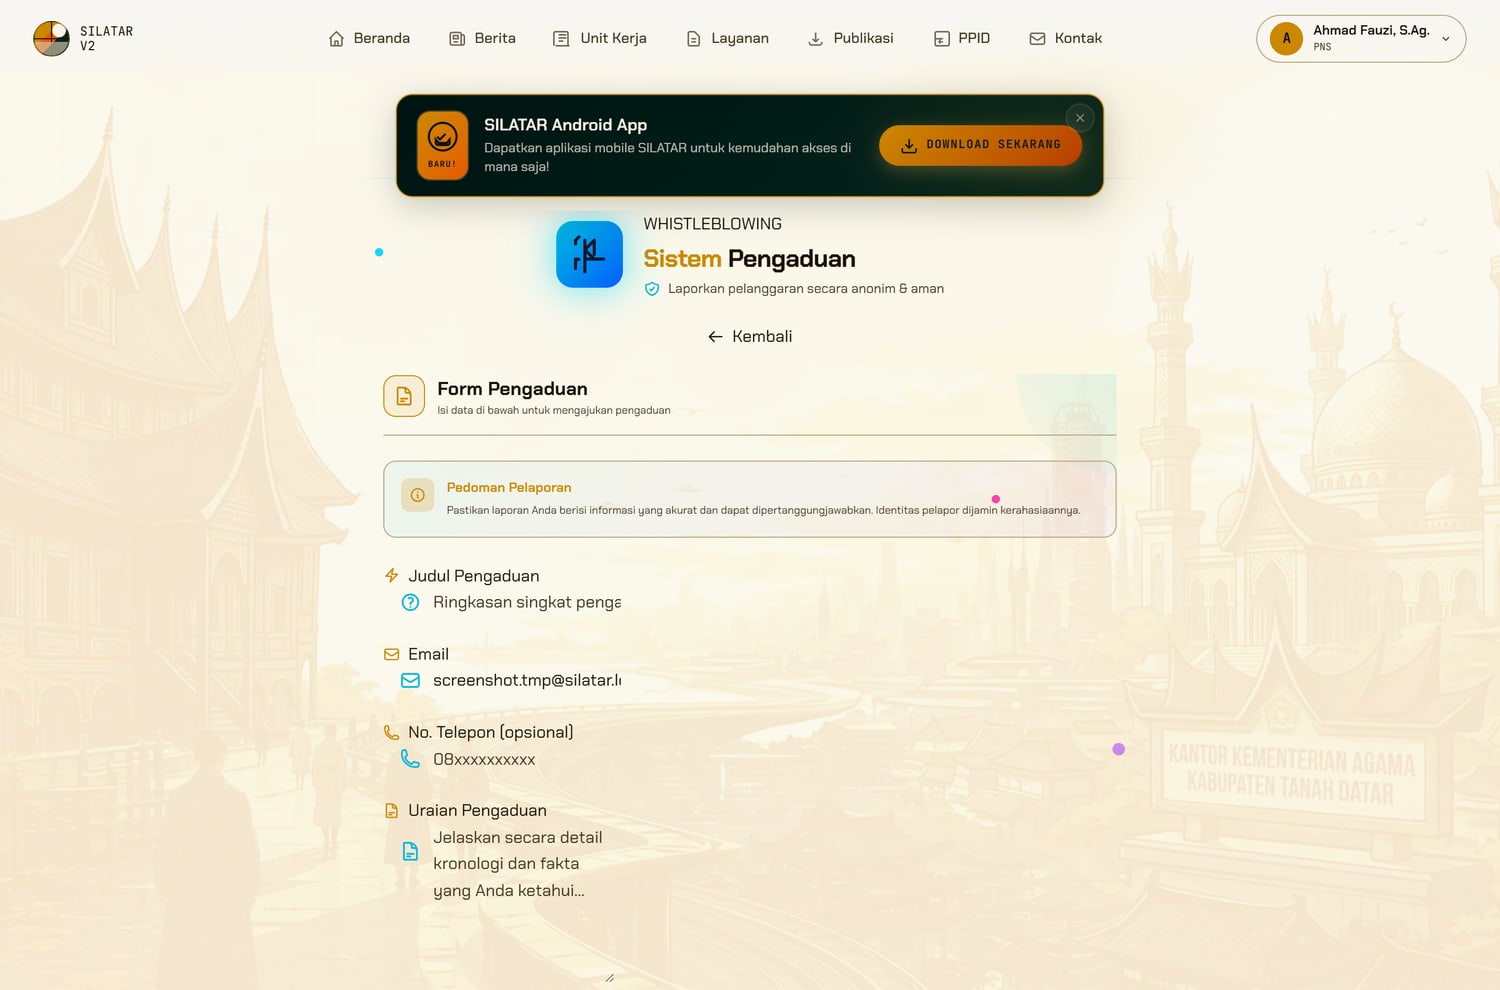 SILATAR
V2
Beranda
Berita
Unit Kerja
Layanan
Publikasi
PPID
Kontak
A
Ahmad Fauzi, S.Ag.
PNS
BARU!
SILATAR Android App
Dapatkan aplikasi mobile SILATAR untuk kemudahan akses di
mana saja!
DOWNLOAD SEKARANG
WHISTLEBLOWING
Sistem Pengaduan
Laporkan pelanggaran secara anonim & aman
Kembali
Form Pengaduan
Isi data di bawah untuk mengajukan pengaduan
Pedoman Pelaporan
Pastikan laporan Anda berisi informasi yang akurat dan dapat dipertanggungjawabkan. Identitas pelapor dijamin kerahasiaannya.
Judul Pengaduan
Ringkasan singkat penga
Email
screenshot.tmp@silatar.l
No. Telepon (opsional)
08xxxxxxxxxx
Uraian Pengaduan
Jelaskan secara detail
kronologi dan fakta
yang Anda ketahui...
KANTOR KEMENTERIAN AGAMA
KABUPATEN TANAH DATAR